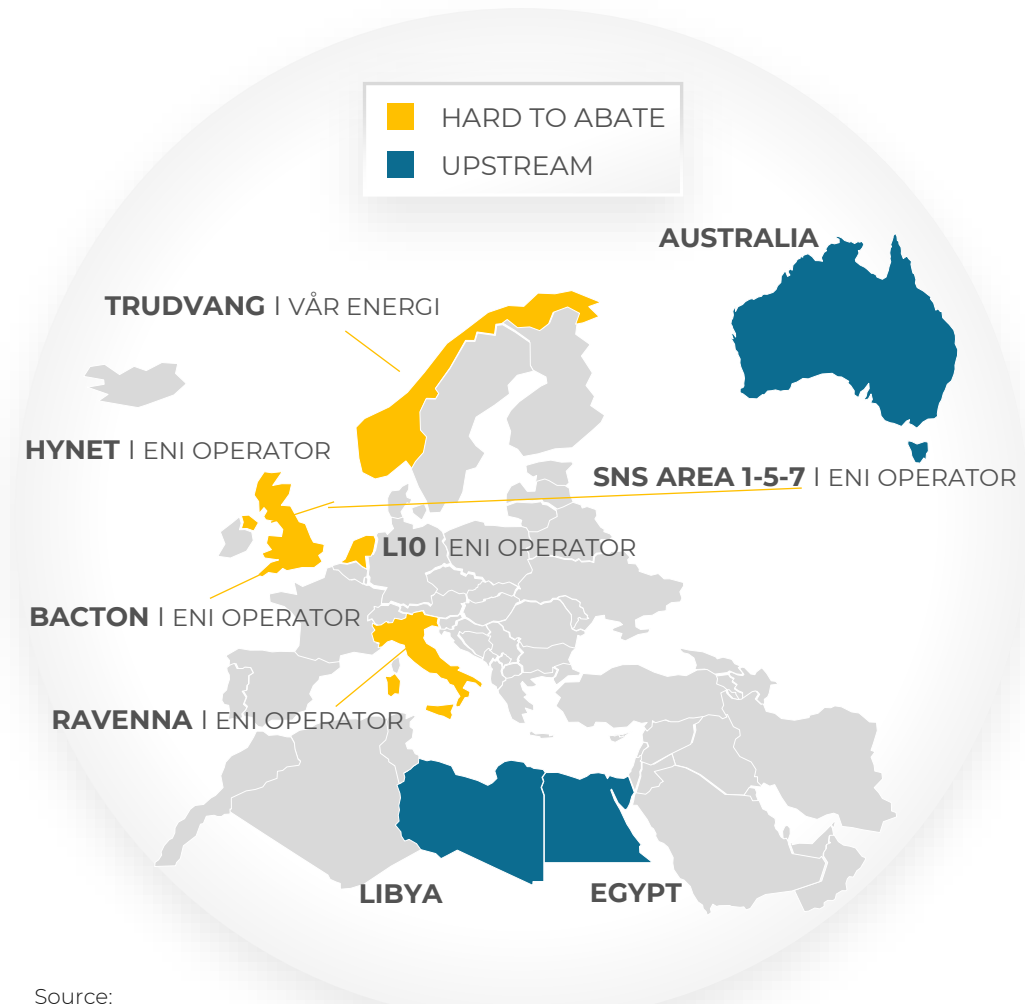 HARD TO ABATE
UPSTREAM
AUSTRALIA
TRUDVANG | VÅR ENERGI
HYNET | ENI OPERATOR
SNS AREA 1-5-7 | ENI OPERATOR
L10 | ENI OPERATOR
BACTON | ENI OPERATOR
RAVENNA | ENI OPERATOR
LIBYA
EGYPT
Source: